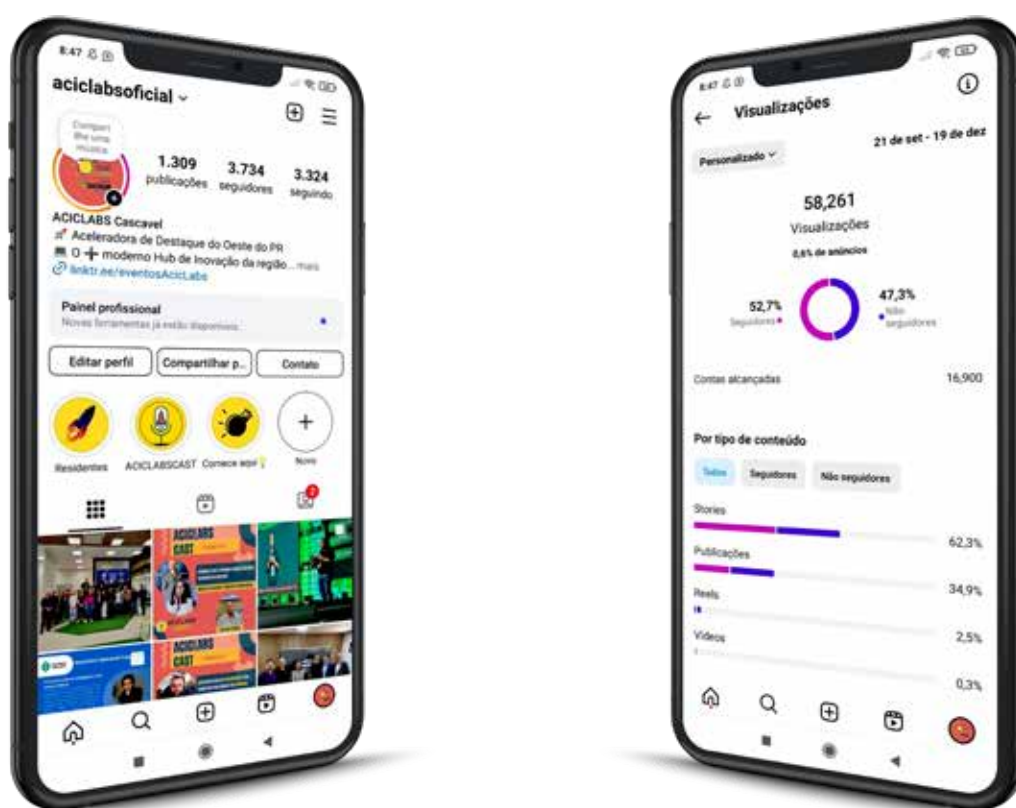 8:47
aciclabsoficial
Compartilhe uma
música
1.309
publicações
3.734
seguidores
3.324
seguindo
ACICLABS Cascavel
Aceleradora de Destaque do Oeste do PR
O + moderno Hub de Inovação da região... mais
linktr.ee/eventosAcicLabs
Painel profissional
Novas ferramentas já estão disponíveis.
Editar perfil
Compartilhar p...
Contato
Residentes
ACICLABSCAST
Comece aqui
Novo
2
ACICLABS
CAST
ACICLABS
CAST
8:47
Visualizações
Personalizado
21 de set - 19 de dez
58,261
Visualizações
0,6% de anúncios
52,7%
Seguidores
47,3%
Não
seguidores
Contas alcançadas
16,900
Por tipo de conteúdo
Todos
Seguidores
Não seguidores
Stories
62,3%
Publicações
34,9%
Reels
2,5%
Vídeos
0,3%